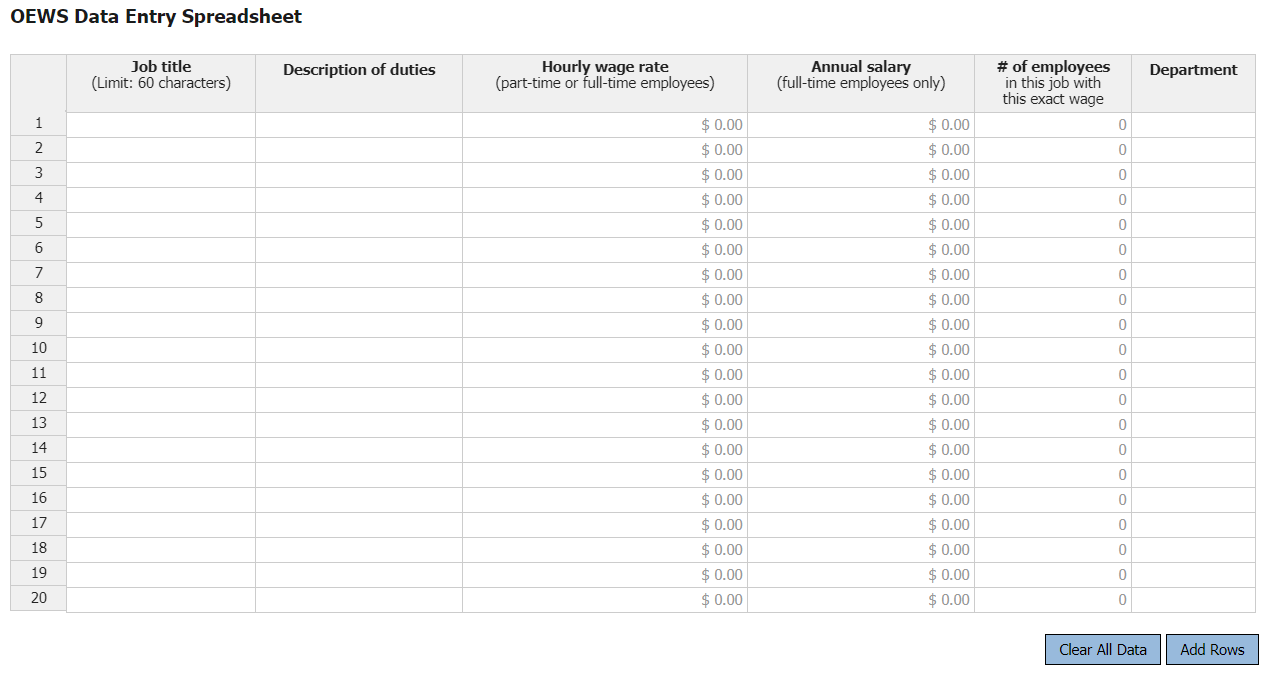 OEWS Data Entry Spreadsheet
Job title Description of duties Hourly wage rate Annual salary # of employees Department
(Limit: 60 characters) (part-time or full-time employees) (full-time employees only) in this job with
this exact wage
1 $ 0.00 $ 0.00 0
2 $ 0.00 $ 0.00 0
3 $ 0.00 $ 0.00 0
4 $ 0.00 $ 0.00 0
5 $ 0.00 $ 0.00 0
6 $ 0.00 $ 0.00 0
7 $ 0.00 $ 0.00 0
8 $ 0.00 $ 0.00 0
9 $ 0.00 $ 0.00 0
10 $ 0.00 $ 0.00 0
11 $ 0.00 $ 0.00 0
12 $ 0.00 $ 0.00 0
13 $ 0.00 $ 0.00 0
14 $ 0.00 $ 0.00 0
15 $ 0.00 $ 0.00 0
16 $ 0.00 $ 0.00 0
17 $ 0.00 $ 0.00 0
18 $ 0.00 $ 0.00 0
19 $ 0.00 $ 0.00 0
20 $ 0.00 $ 0.00 0
Clear All Data Add Rows